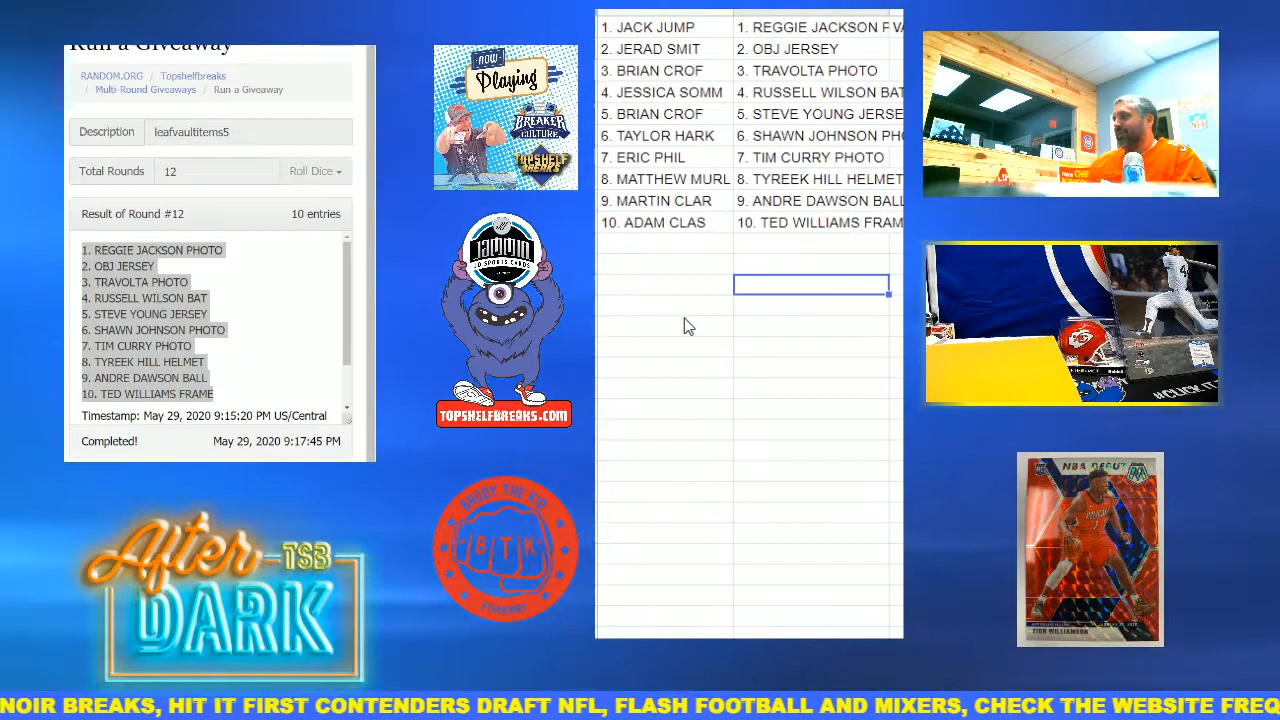 Run a Giveaway
RANDOM.ORG / Topshelfbreaks
/ Multi-Round Giveaways / Run a Giveaway
Description leafvaultitems5
Total Rounds 12 Roll Dice
Result of Round #12 10 entries
1. REGGIE JACKSON PHOTO
2. OBJ JERSEY
3. TRAVOLTA PHOTO
4. RUSSELL WILSON BAT
5. STEVE YOUNG JERSEY
6. SHAWN JOHNSON PHOTO
7. TIM CURRY PHOTO
8. TYREEK HILL HELMET
9. ANDRE DAWSON BALL
10. TED WILLIAMS FRAME
Timestamp: May 29, 2020 9:15:20 PM US/Central
Completed! May 29, 2020 9:17:45 PM
After
TSB
DARK
NOW
Playing
BREAKER
CULTURE
TOPSHELF
BREAKS
JD SPORTS CARDS
TOPSHELFBREAKS.COM
BUDDY THE KID
BTK
1. JACK JUMP 1. REGGIE JACKSON F VA
2. JERAD SMIT 2. OBJ JERSEY
3. BRIAN CROF 3. TRAVOLTA PHOTO
4. JESSICA SOMM 4. RUSSELL WILSON BAT
5. BRIAN CROF 5. STEVE YOUNG JERSE
6. TAYLOR HARK 6. SHAWN JOHNSON PHO
7. ERIC PHIL 7. TIM CURRY PHOTO
8. MATTHEW MURL 8. TYREEK HILL HELMET
9. MARTIN CLAR 9. ANDRE DAWSON BALL
10. ADAM CLAS 10. TED WILLIAMS FRAM
#CLICK IT
NBA DEBUT
ZION WILLIAMSON
NOIR BREAKS, HIT IT FIRST CONTENDERS DRAFT NFL, FLASH FOOTBALL AND MIXERS, CHECK THE WEBSITE FREQ